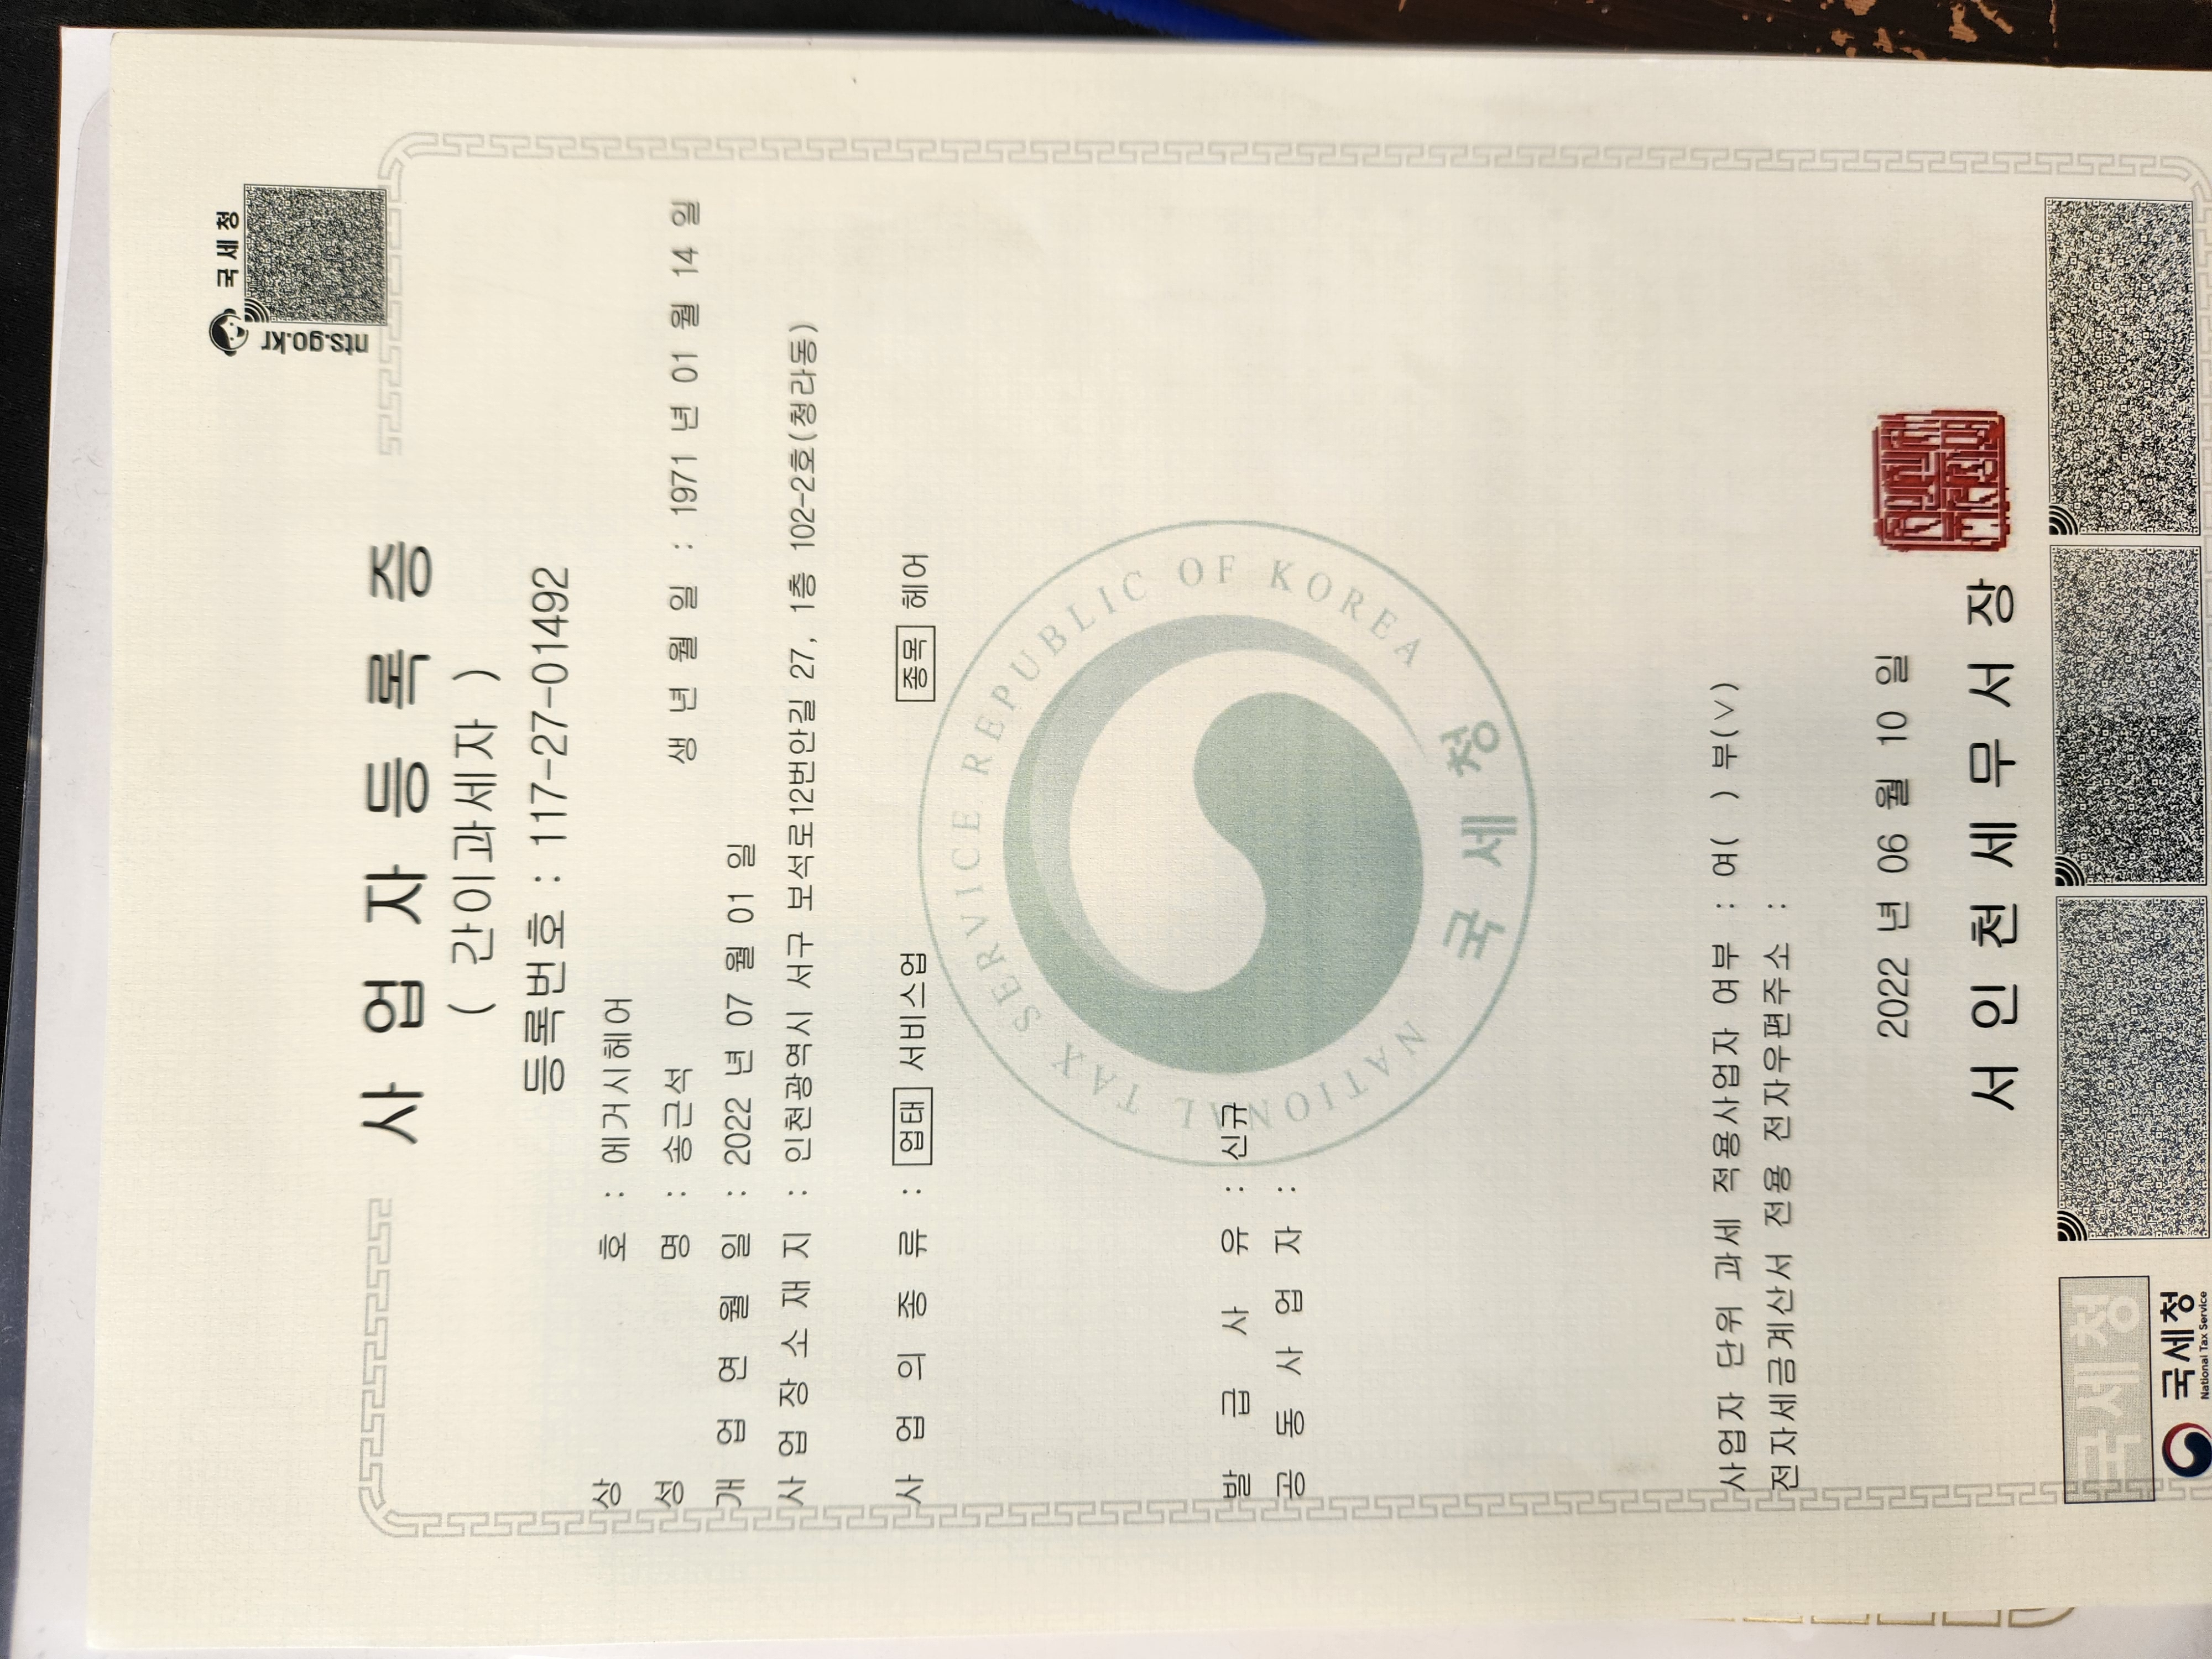 국세청
nts.go.kr
사업자등록증
( 간이과세자 )
등록번호 : 117-27-01492
상 호 : 에거시헤어
성 명 : 송근석 생 년 월 일 : 1971 년 01 월 14 일
개 업 연 월 일 : 2022 년 07 월 01 일
사 업 장 소 재 지 : 인천광역시 서구 보석로12번안길 27, 1층 102-2호(청라동)
사 업 의 종 류 : 업태 서비스업 종목 헤어
NATIONAL TAX SERVICE REPUBLIC OF KOREA
국세청
발 급 사 유 : 신규
공 동 사 업 자 :
사업자 단위 과세 적용사업자 여부 : 여( ) 부(∨)
전자세금계산서 전용 전자우편주소 :
2022 년 06 월 10 일
서 인 천 세 무 서 장
국세청
국세청
National Tax Service